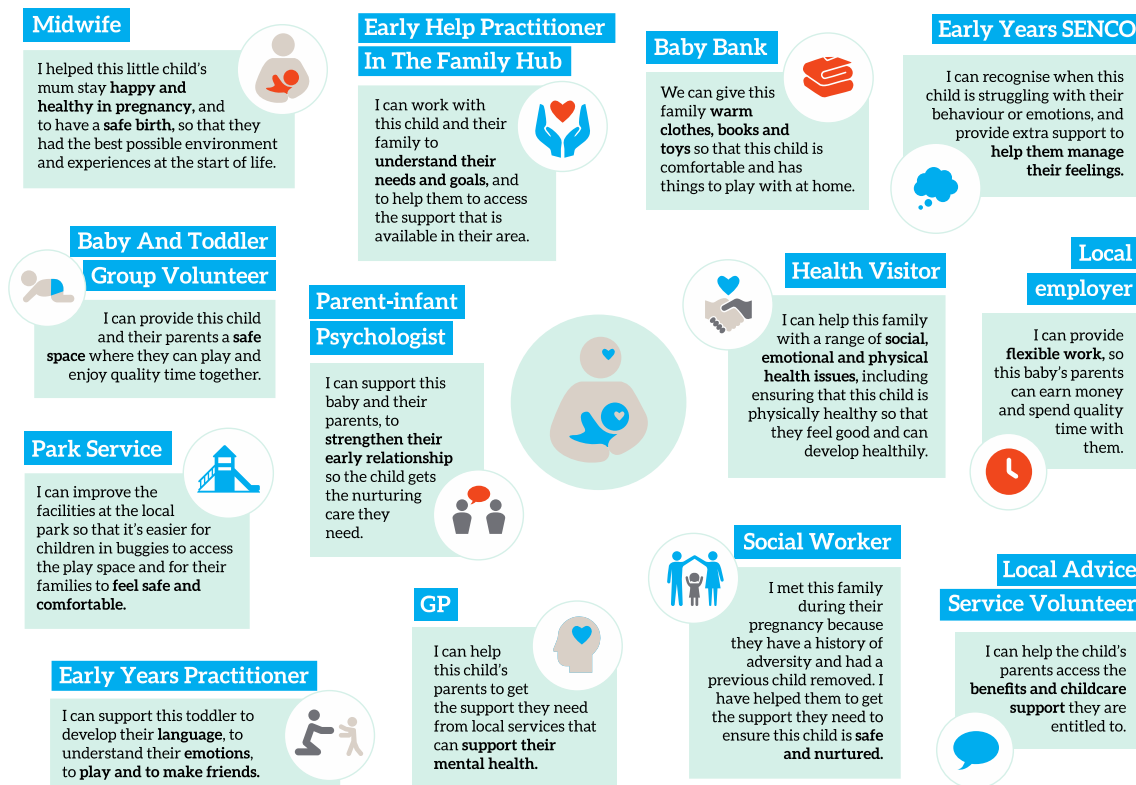 Midwife
I helped this little child's
mum stay happy and
healthy in pregnancy, and
to have a safe birth, so that they
had the best possible environment
and experiences at the start of life.
Early Help Practitioner
In The Family Hub
I can work with
this child and their
family to
understand their
needs and goals, and
to help them to access
the support that is
available in their area.
Baby Bank
We can give this
family warm
clothes, books and
toys so that this child is
comfortable and has
things to play with at home.
Early Years SENCO
I can recognise when this
child is struggling with their
behaviour or emotions, and
provide extra support to
help them manage
their feelings.
Baby And Toddler
Group Volunteer
I can provide this child
and their parents a safe
space where they can play and
enjoy quality time together.
Parent-infant
Psychologist
I can support this
baby and their
parents, to
strengthen their
early relationship
so the child gets
the nurturing
care they
need.
Health Visitor
I can help this family
with a range of social,
emotional and physical
health issues, including
ensuring that this child is
physically healthy so that
they feel good and can
develop healthily.
Local
employer
I can provide
flexible work, so
this baby's parents
can earn money
and spend quality
time with
them.
Park Service
I can improve the
facilities at the local
park so that it's easier for
children in buggies to access
the play space and for their
families to feel safe and
comfortable.
GP
I can help
this child's
parents to get
the support they need
from local services that
can support their
mental health.
Social Worker
I met this family
during their
pregnancy because
they have a history of
adversity and had a
previous child removed. I
have helped them to get
the support they need to
ensure this child is safe
and nurtured.
Local Advice
Service Volunteer
I can help the child's
parents access the
benefits and childcare
support they are
entitled to.
Early Years Practitioner
I can support this toddler to
develop their language, to
understand their emotions,
to play and to make friends.